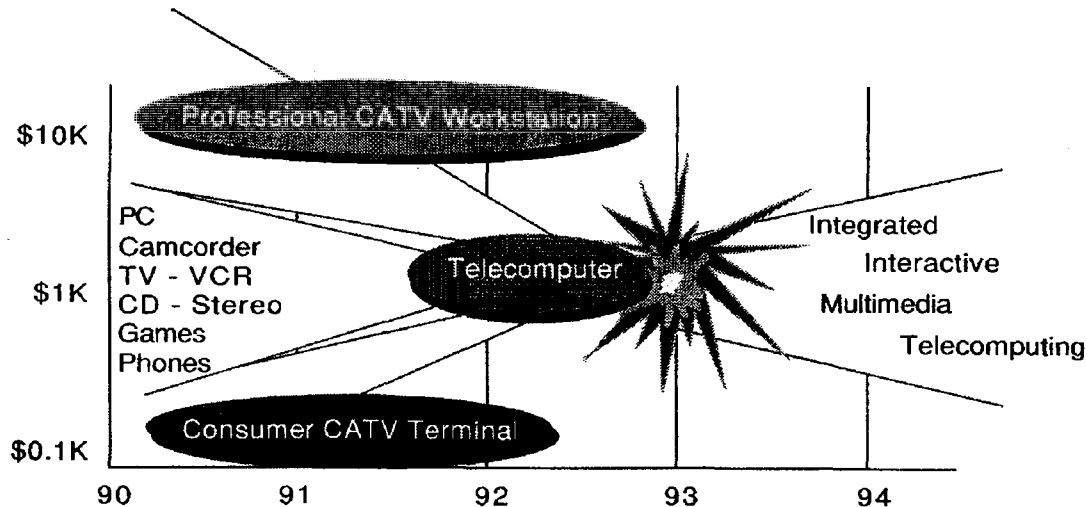 Professional CATV Workstation
$10K
PC
Camcorder
TV - VCR
CD - Stereo
Games
Phones
$1K
Telecomputer
Integrated
Interactive
Multimedia
Telecomputing
Consumer CATV Terminal
$0.1K
90 91 92 93 94